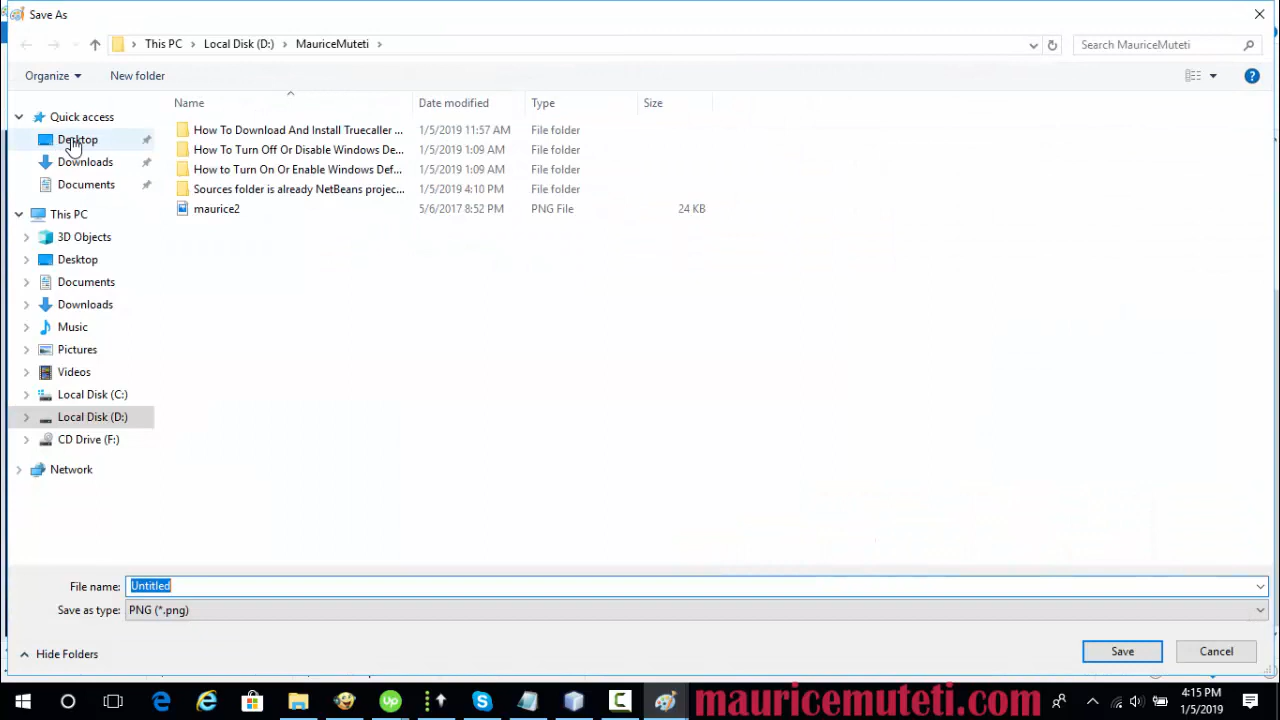 Save As
This PC
Local Disk (D:)
MauriceMuteti
Search MauriceMuteti
Organize
New folder
Name
Date modified
Type
Size
Quick access
Desktop
Downloads
Documents
This PC
3D Objects
Desktop
Documents
Downloads
Music
Pictures
Videos
Local Disk (C:)
Local Disk (D:)
CD Drive (F:)
Network
How To Download And Install Truecaller ... 1/5/2019 11:57 AM File folder
How To Turn Off Or Disable Windows De... 1/5/2019 1:09 AM File folder
How to Turn On Or Enable Windows Def... 1/5/2019 1:09 AM File folder
Sources folder is already NetBeans projec... 1/5/2019 4:10 PM File folder
maurice2 5/6/2017 8:52 PM PNG File 24 KB
File name: Untitled
Save as type: PNG (*.png)
Hide Folders
Save
Cancel
Up
mauricemuteti.com
4:15 PM
1/5/2019